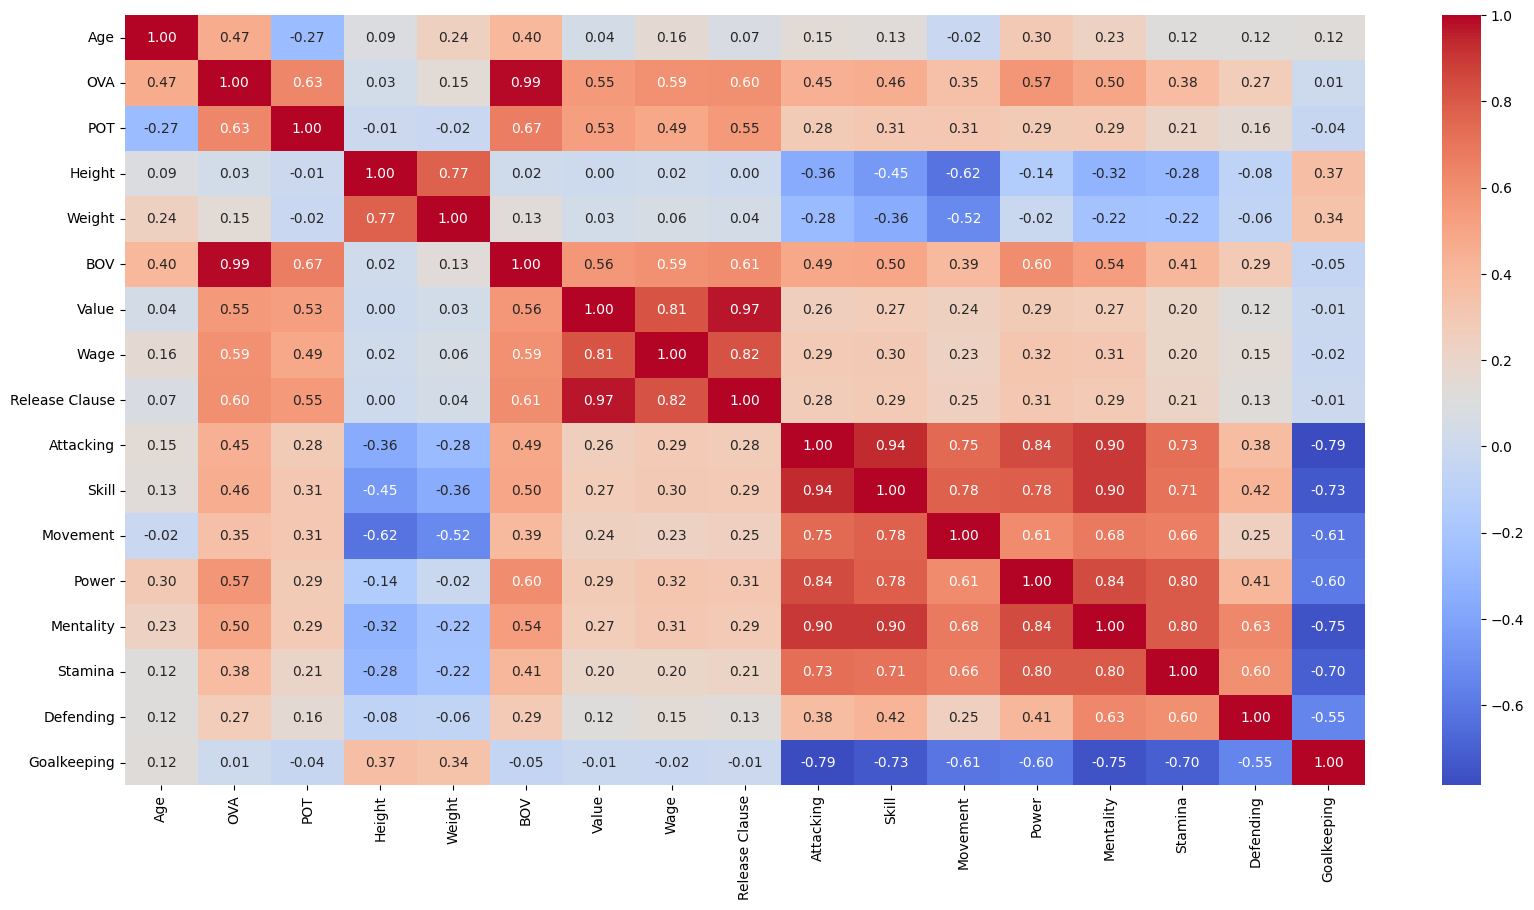 Age 1.00 0.47 -0.27 0.09 0.24 0.40 0.04 0.16 0.07 0.15 0.13 -0.02 0.30 0.23 0.12 0.12 0.12
OVA 0.47 1.00 0.63 0.03 0.15 0.99 0.55 0.59 0.60 0.45 0.46 0.35 0.57 0.50 0.38 0.27 0.01
POT -0.27 0.63 1.00 -0.01 -0.02 0.67 0.53 0.49 0.55 0.28 0.31 0.31 0.29 0.29 0.21 0.16 -0.04
Height 0.09 0.03 -0.01 1.00 0.77 0.02 0.00 0.02 0.00 -0.36 -0.45 -0.62 -0.14 -0.32 -0.28 -0.08 0.37
Weight 0.24 0.15 -0.02 0.77 1.00 0.13 0.03 0.06 0.04 -0.28 -0.36 -0.52 -0.02 -0.22 -0.22 -0.06 0.34
BOV 0.40 0.99 0.67 0.02 0.13 1.00 0.56 0.59 0.61 0.49 0.50 0.39 0.60 0.54 0.41 0.29 -0.05
Value 0.04 0.55 0.53 0.00 0.03 0.56 1.00 0.81 0.97 0.26 0.27 0.24 0.29 0.27 0.20 0.12 -0.01
Wage 0.16 0.59 0.49 0.02 0.06 0.59 0.81 1.00 0.82 0.29 0.30 0.23 0.32 0.31 0.20 0.15 -0.02
Release Clause 0.07 0.60 0.55 0.00 0.04 0.61 0.97 0.82 1.00 0.28 0.29 0.25 0.31 0.29 0.21 0.13 -0.01
Attacking 0.15 0.45 0.28 -0.36 -0.28 0.49 0.26 0.29 0.28 1.00 0.94 0.75 0.84 0.90 0.73 0.38 -0.79
Skill 0.13 0.46 0.31 -0.45 -0.36 0.50 0.27 0.30 0.29 0.94 1.00 0.78 0.78 0.90 0.71 0.42 -0.73
Movement -0.02 0.35 0.31 -0.62 -0.52 0.39 0.24 0.23 0.25 0.75 0.78 1.00 0.61 0.68 0.66 0.25 -0.61
Power 0.30 0.57 0.29 -0.14 -0.02 0.60 0.29 0.32 0.31 0.84 0.78 0.61 1.00 0.84 0.80 0.41 -0.60
Mentality 0.23 0.50 0.29 -0.32 -0.22 0.54 0.27 0.31 0.29 0.90 0.90 0.68 0.84 1.00 0.80 0.63 -0.75
Stamina 0.12 0.38 0.21 -0.28 -0.22 0.41 0.20 0.20 0.21 0.73 0.71 0.66 0.80 0.80 1.00 0.60 -0.70
Defending 0.12 0.27 0.16 -0.08 -0.06 0.29 0.12 0.15 0.13 0.38 0.42 0.25 0.41 0.63 0.60 1.00 -0.55
Goalkeeping 0.12 0.01 -0.04 0.37 0.34 -0.05 -0.01 -0.02 -0.01 -0.79 -0.73 -0.61 -0.60 -0.75 -0.70 -0.55 1.00
Age OVA POT Height Weight BOV Value Wage Release Clause Attacking Skill Movement Power Mentality Stamina Defending Goalkeeping
1.0
0.8
0.6
0.4
0.2
0.0
−0.2
−0.4
−0.6